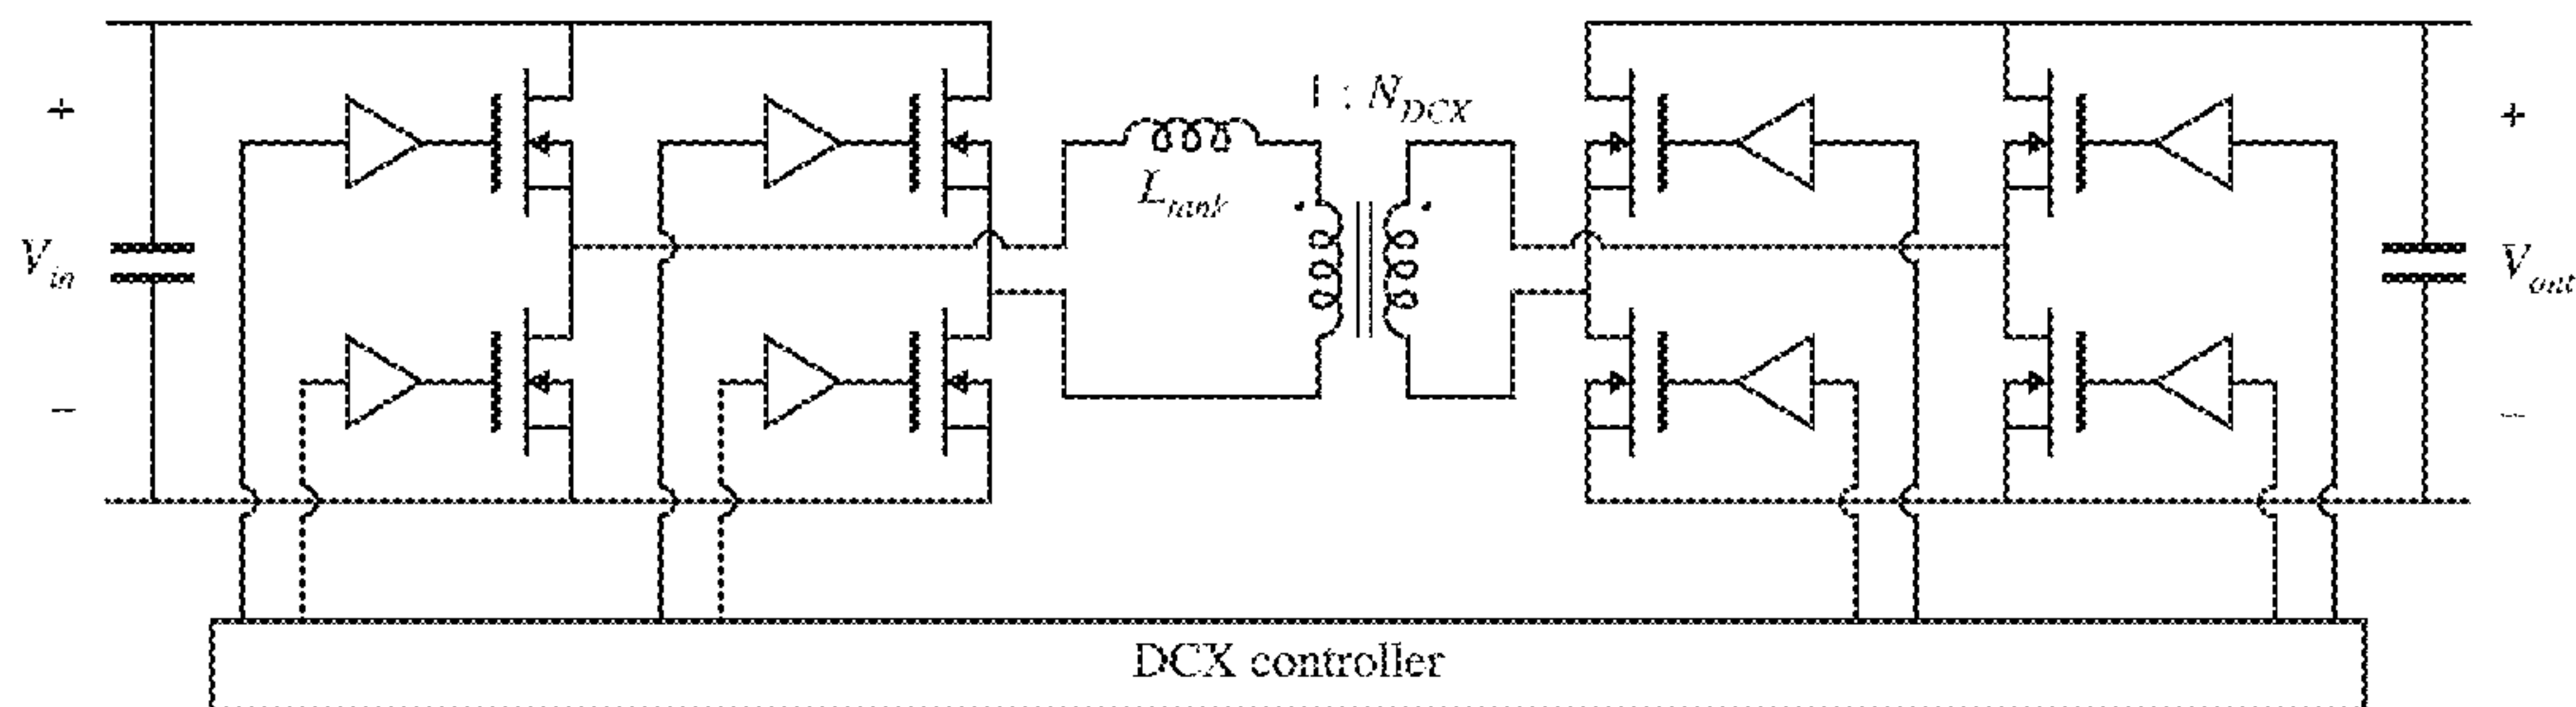 1 : N_DCX
+
+
L_tank
V_in
V_out
−
−
DCX controller